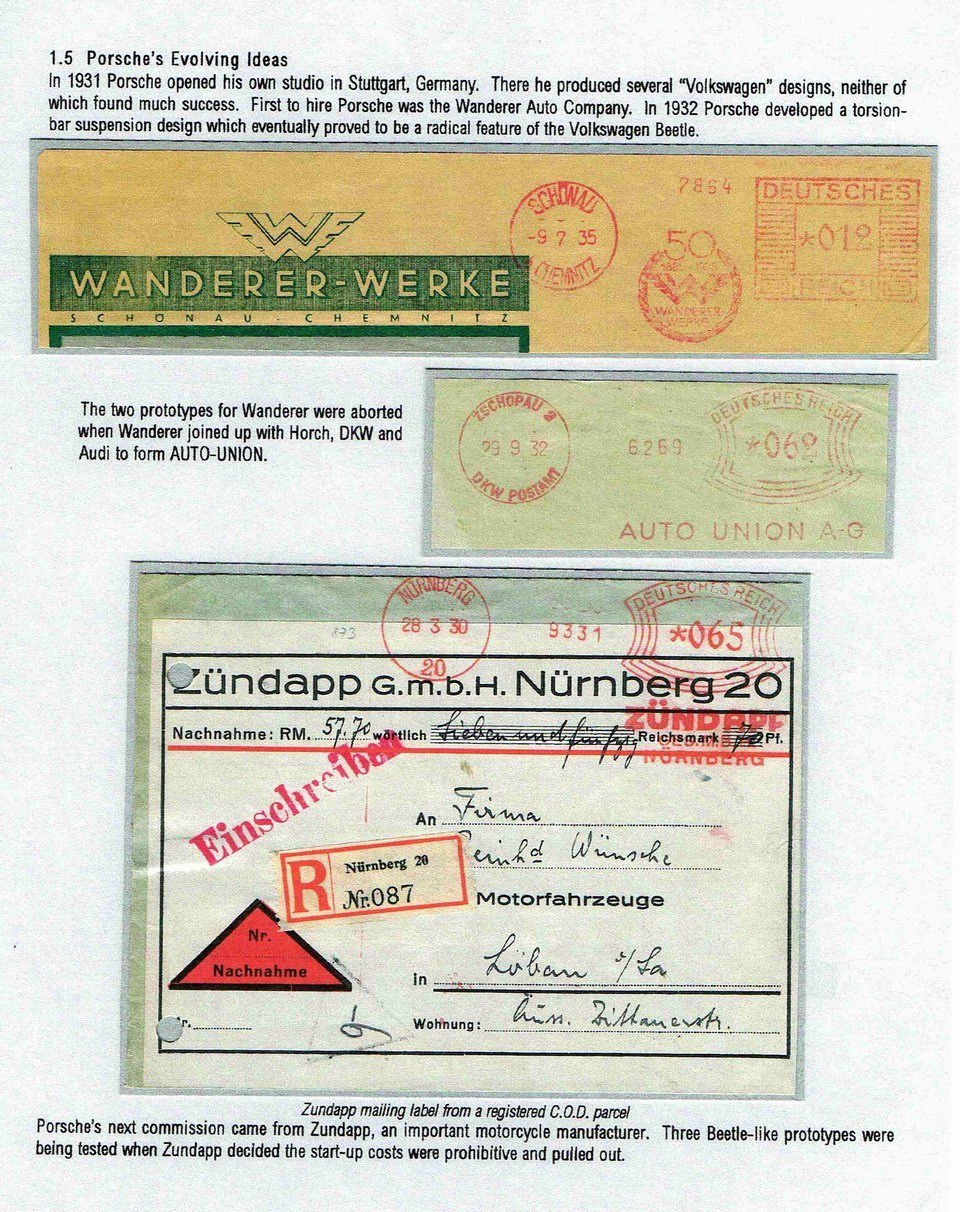 1.5 Porsche's Evolving Ideas
In 1931 Porsche opened his own studio in Stuttgart, Germany. There he produced several "Volkswagen" designs, neither of
which found much success. First to hire Porsche was the Wanderer Auto Company. In 1932 Porsche developed a torsion-
bar suspension design which eventually proved to be a radical feature of the Volkswagen Beetle.
W
WANDERER-WERKE
SCHÖNAU - CHEMNITZ
SCHÖNAU
-9 7 35
CHEMNITZ
7864
50
WANDERER
WERKE
DEUTSCHES
*012
REICH
The two prototypes for Wanderer were aborted
when Wanderer joined up with Horch, DKW and
Audi to form AUTO-UNION.
ZSCHOPAU 2
29 9 32
DKW POSTAMT
6269
DEUTSCHES REICH
*062
AUTO UNION A-G
NÜRNBERG
28 3 30
20
873
9331
DEUTSCHES REICH
*065
Zündapp G.m.b.H. Nürnberg 20
ZÜNDAPP
G.E.S.M.B.H.
NÜRNBERG
Nachnahme: RM. 57.70 wörtlich Sieben und fünfzig Reichsmark 70 Pf.
Einschreiben
An Firma
Reinhd Wünsche
R
Nürnberg 20
Nr. 087
Motorfahrzeuge
Nr.
Nachnahme
in Löbau i/Sa
Wohnung: Äuss. Zittauerstr.
Zundapp mailing label from a registered C.O.D. parcel
Porsche's next commission came from Zundapp, an important motorcycle manufacturer. Three Beetle-like prototypes were
being tested when Zundapp decided the start-up costs were prohibitive and pulled out.